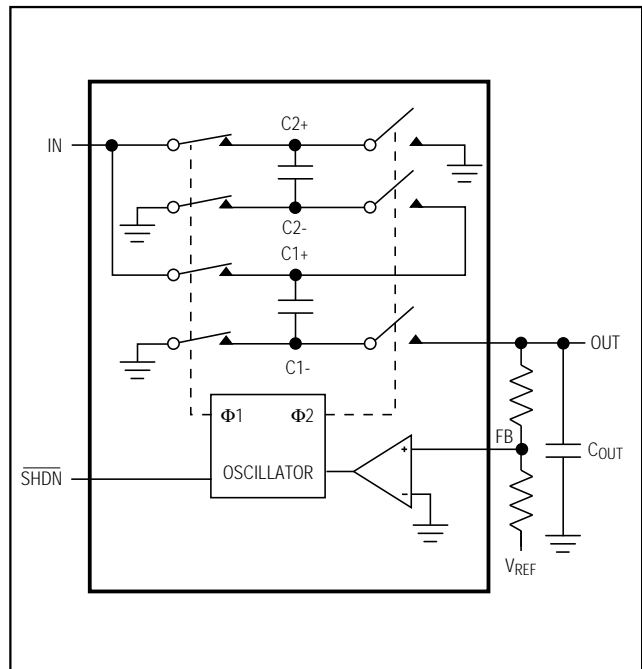 C2+
IN
C2-
C1+
C1-
OUT
Φ1 Φ2
FB
COUT
SHDN
OSCILLATOR
+
-
VREF